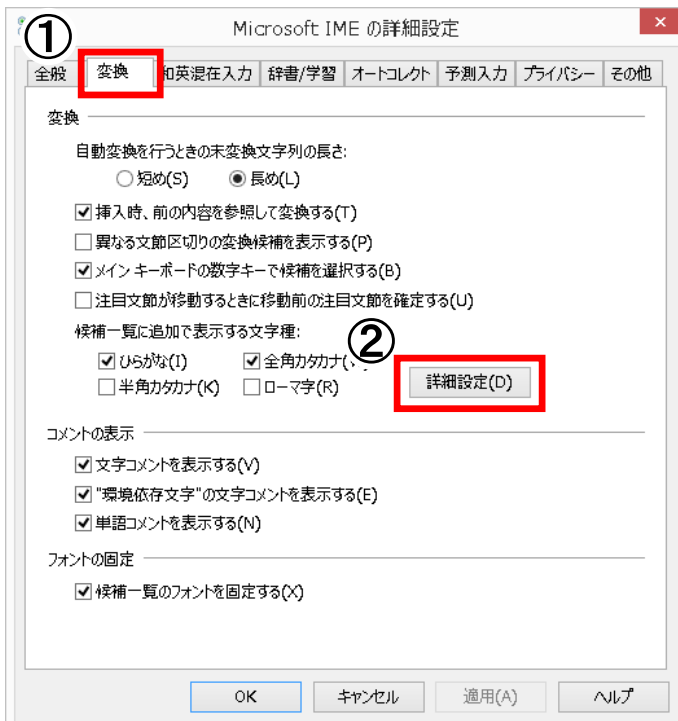 ①
Microsoft IME の詳細設定
全般 変換 和英混在入力 辞書/学習 オートコレクト 予測入力 プライバシー その他
変換
自動変換を行うときの未変換文字列の長さ:
短め(S) 長め(L)
挿入時、前の内容を参照して変換する(T)
異なる文節区切りの変換候補を表示する(P)
メイン キーボードの数字キーで候補を選択する(B)
注目文節が移動するときに移動前の注目文節を確定する(U)
候補一覧に追加で表示する文字種:
②
ひらがな(I) 全角カタカナ(
半角カタカナ(K) ローマ字(R)
詳細設定(D)
コメントの表示
文字コメントを表示する(V)
"環境依存文字"の文字コメントを表示する(E)
単語コメントを表示する(N)
フォントの固定
候補一覧のフォントを固定する(X)
OK キャンセル 適用(A) ヘルプ